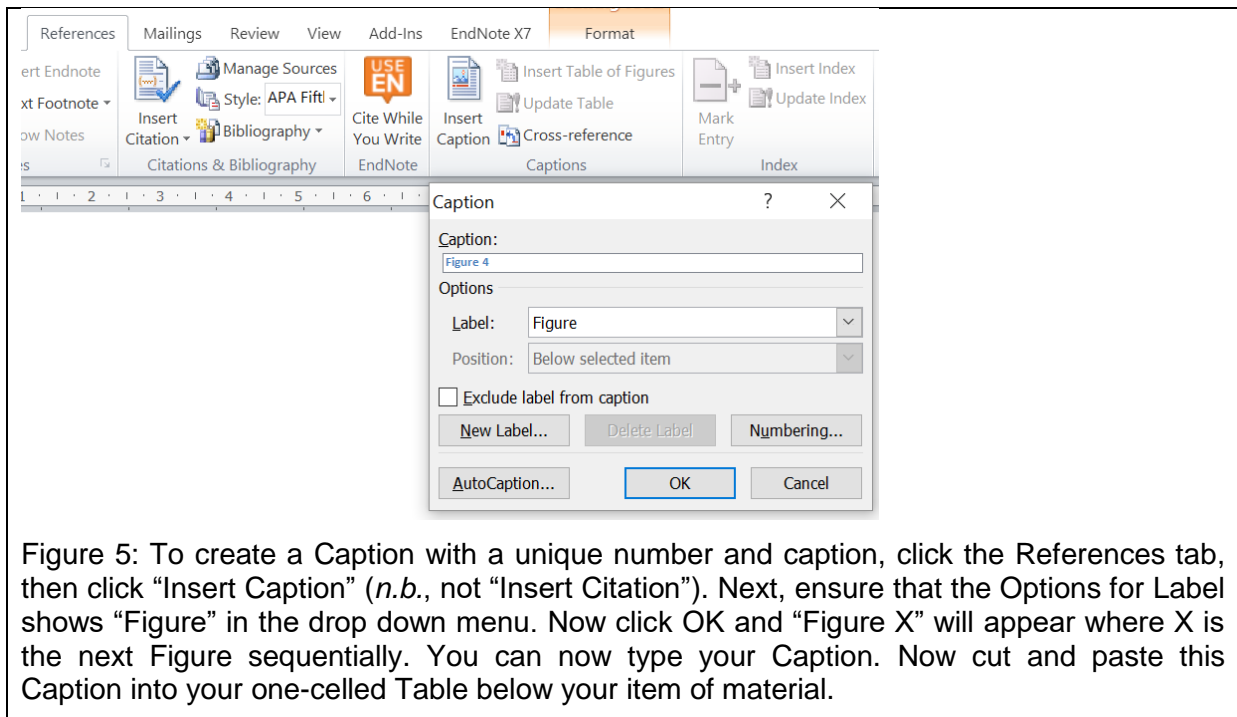 References Mailings Review View Add-Ins EndNote X7 Format
ert Endnote
xt Footnote
ow Notes
s
Insert
Citation
Manage Sources
Style: APA Fift
Bibliography
Citations & Bibliography
USE
EN
Cite While
You Write
EndNote
Insert
Caption
Insert Table of Figures
Update Table
Cross-reference
Captions
Mark
Entry
Insert Index
Update Index
Index
1 2 3 4 5 6
Caption ?
Caption:
Figure 4
Options
Label: Figure
Position: Below selected item
Exclude label from caption
New Label... Delete Label Numbering...
AutoCaption... OK Cancel
Figure 5: To create a Caption with a unique number and caption, click the References tab,
then click “Insert Caption” (n.b., not “Insert Citation”). Next, ensure that the Options for Label
shows “Figure” in the drop down menu. Now click OK and “Figure X” will appear where X is
the next Figure sequentially. You can now type your Caption. Now cut and paste this
Caption into your one-celled Table below your item of material.